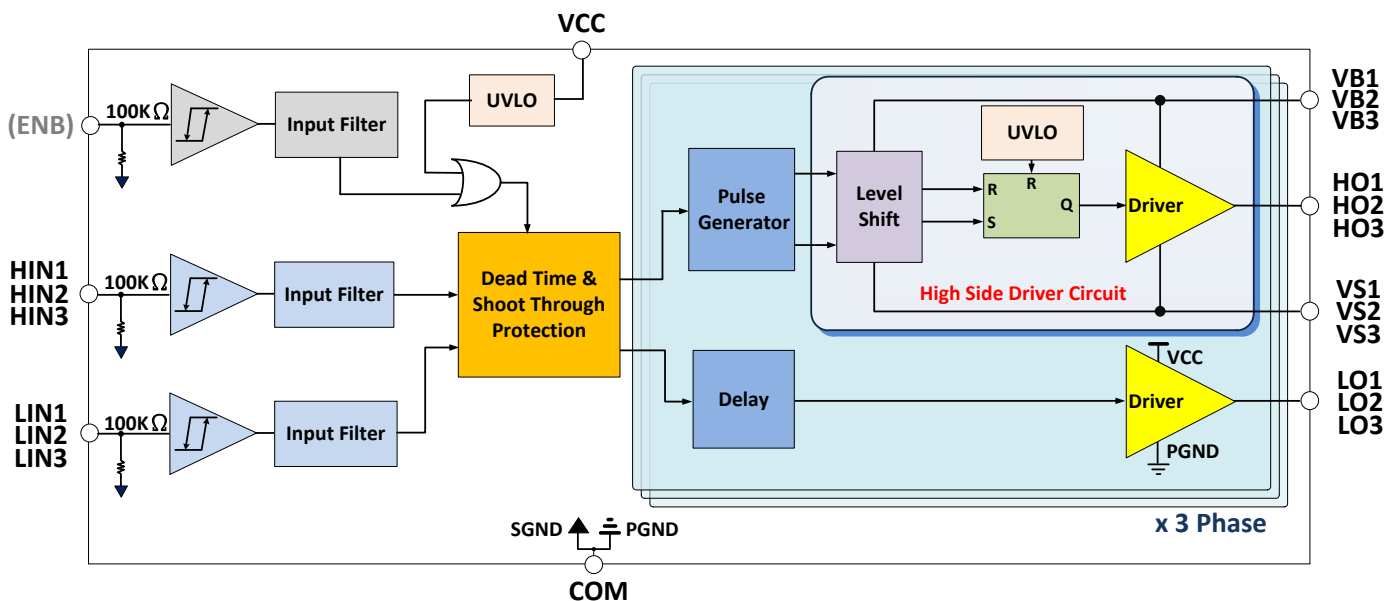 VCC
(ENB)
100KΩ
Input Filter
UVLO
HIN1
HIN2
HIN3
100KΩ
Input Filter
LIN1
LIN2
LIN3
100KΩ
Input Filter
Dead Time &
Shoot Through
Protection
Pulse
Generator
Level
Shift
UVLO
R
R
S
Q
Driver
High Side Driver Circuit
Delay
VCC
Driver
PGND
x 3 Phase
VB1
VB2
VB3
HO1
HO2
HO3
VS1
VS2
VS3
LO1
LO2
LO3
SGND
PGND
COM